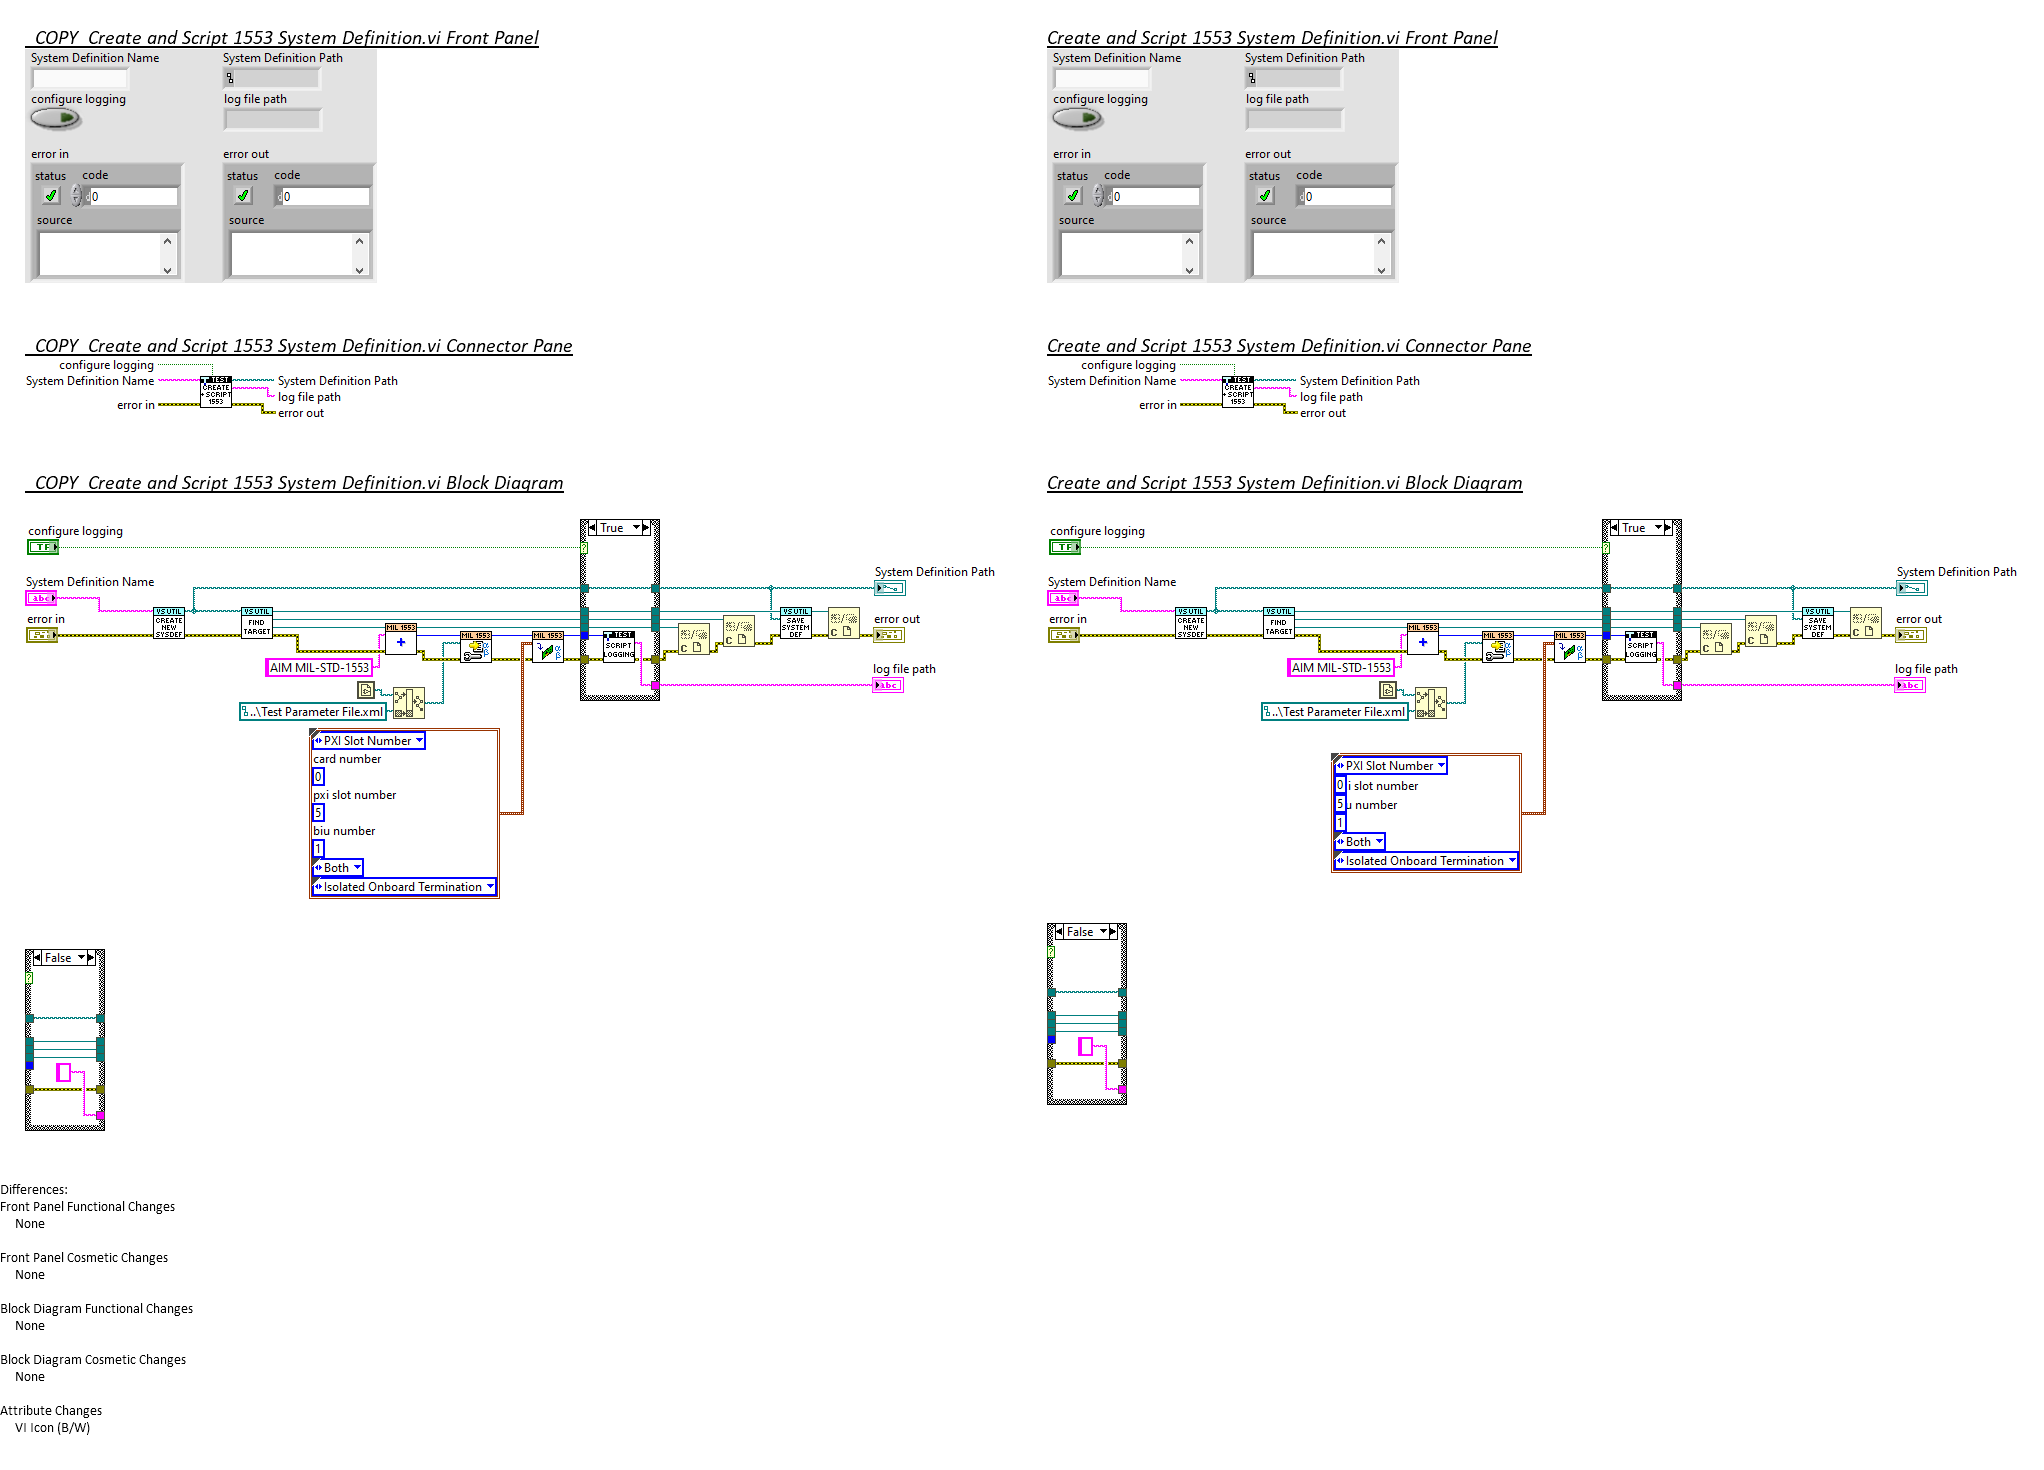 _COPY_Create and Script 1553 System Definition.vi Front Panel
System Definition Name
System Definition Path
configure logging
log file path
error in
error out
status code
0
source
status code
0
source
_COPY_Create and Script 1553 System Definition.vi Connector Pane
configure logging
System Definition Name
error in
TEST
CREATE
+ SCRIPT
1553
System Definition Path
log file path
error out
_COPY_Create and Script 1553 System Definition.vi Block Diagram
configure logging
TF
System Definition Name
abc
error in
VS UTIL
CREATE
NEW
SYSDEF
VS UTIL
FIND
TARGET
AIM MIL-STD-1553
MIL 1553
+
..\Test Parameter File.xml
MIL 1553
MIL 1553
True
?
TEST
SCRIPT
LOGGING
C
C
VS UTIL
SAVE
SYSTEM
DEF
C
System Definition Path
error out
log file path
abc
PXI Slot Number
card number
0
pxi slot number
5
biu number
1
Both
Isolated Onboard Termination
False
?
Create and Script 1553 System Definition.vi Front Panel
System Definition Name
System Definition Path
configure logging
log file path
error in
error out
status code
0
source
status code
0
source
Create and Script 1553 System Definition.vi Connector Pane
configure logging
System Definition Name
error in
TEST
CREATE
+ SCRIPT
1553
System Definition Path
log file path
error out
Create and Script 1553 System Definition.vi Block Diagram
configure logging
TF
System Definition Name
abc
error in
VS UTIL
CREATE
NEW
SYSDEF
VS UTIL
FIND
TARGET
AIM MIL-STD-1553
MIL 1553
+
..\Test Parameter File.xml
MIL 1553
MIL 1553
True
?
TEST
SCRIPT
LOGGING
C
C
VS UTIL
SAVE
SYSTEM
DEF
C
System Definition Path
error out
log file path
abc
PXI Slot Number
0 i slot number
5 u number
1
Both
Isolated Onboard Termination
False
?
Differences:
Front Panel Functional Changes
None
Front Panel Cosmetic Changes
None
Block Diagram Functional Changes
None
Block Diagram Cosmetic Changes
None
Attribute Changes
VI Icon (B/W)